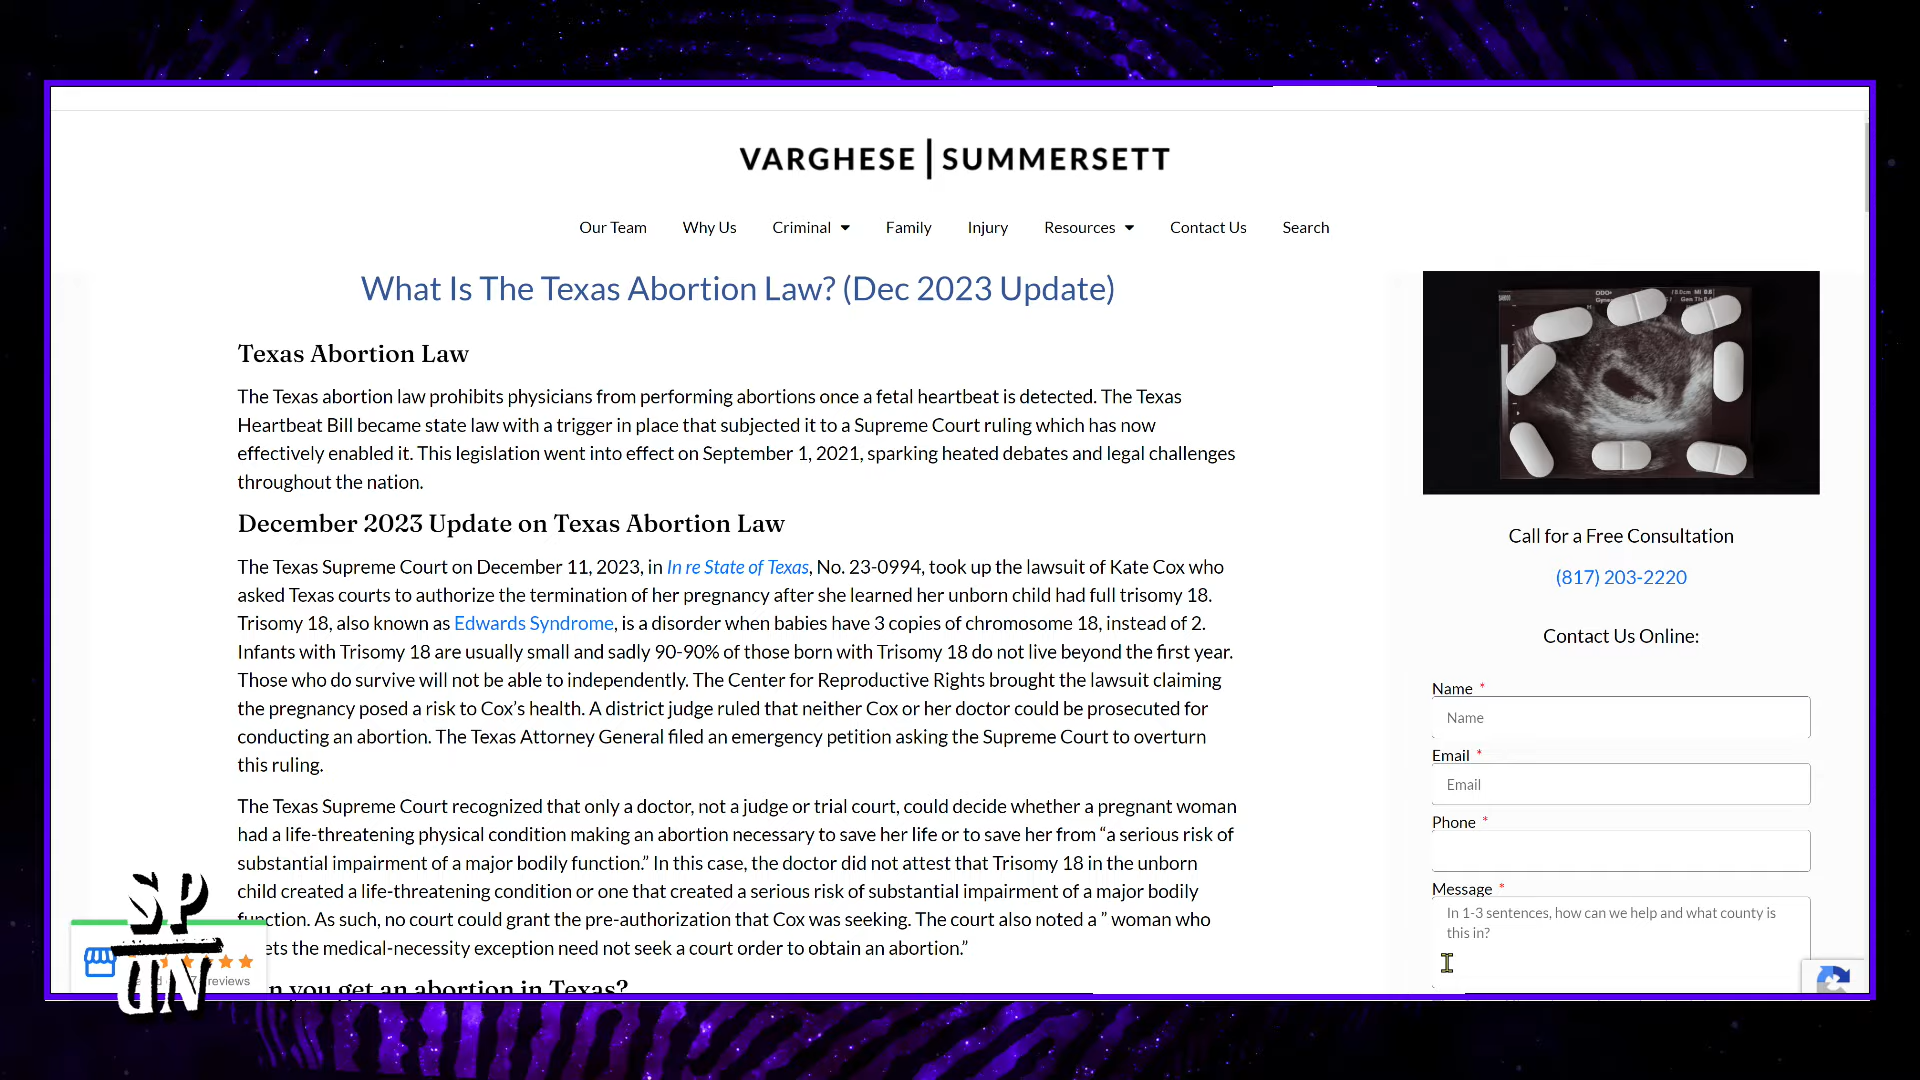 VARGHESE | SUMMERSETT
Our Team Why Us Criminal Family Injury Resources Contact Us Search
What Is The Texas Abortion Law? (Dec 2023 Update)
Texas Abortion Law
The Texas abortion law prohibits physicians from performing abortions once a fetal heartbeat is detected. The Texas
Heartbeat Bill became state law with a trigger in place that subjected it to a Supreme Court ruling which has now
effectively enabled it. This legislation went into effect on September 1, 2021, sparking heated debates and legal challenges
throughout the nation.
December 2023 Update on Texas Abortion Law
The Texas Supreme Court on December 11, 2023, in In re State of Texas, No. 23-0994, took up the lawsuit of Kate Cox who
asked Texas courts to authorize the termination of her pregnancy after she learned her unborn child had full trisomy 18.
Trisomy 18, also known as Edwards Syndrome, is a disorder when babies have 3 copies of chromosome 18, instead of 2.
Infants with Trisomy 18 are usually small and sadly 90-90% of those born with Trisomy 18 do not live beyond the first year.
Those who do survive will not be able to independently. The Center for Reproductive Rights brought the lawsuit claiming
the pregnancy posed a risk to Cox's health. A district judge ruled that neither Cox or her doctor could be prosecuted for
conducting an abortion. The Texas Attorney General filed an emergency petition asking the Supreme Court to overturn
this ruling.
The Texas Supreme Court recognized that only a doctor, not a judge or trial court, could decide whether a pregnant woman
had a life-threatening physical condition making an abortion necessary to save her life or to save her from “a serious risk of
substantial impairment of a major bodily function.” In this case, the doctor did not attest that Trisomy 18 in the unborn
child created a life-threatening condition or one that created a serious risk of substantial impairment of a major bodily
function. As such, no court could grant the pre-authorization that Cox was seeking. The court also noted a ” woman who
ets the medical-necessity exception need not seek a court order to obtain an abortion.”
n you get an abortion in Texas?
Call for a Free Consultation
(817) 203-2220
Contact Us Online:
Name *
Name
Email *
Email
Phone *
Message *
In 1-3 sentences, how can we help and what county is
this in?
SP
UN
reviews